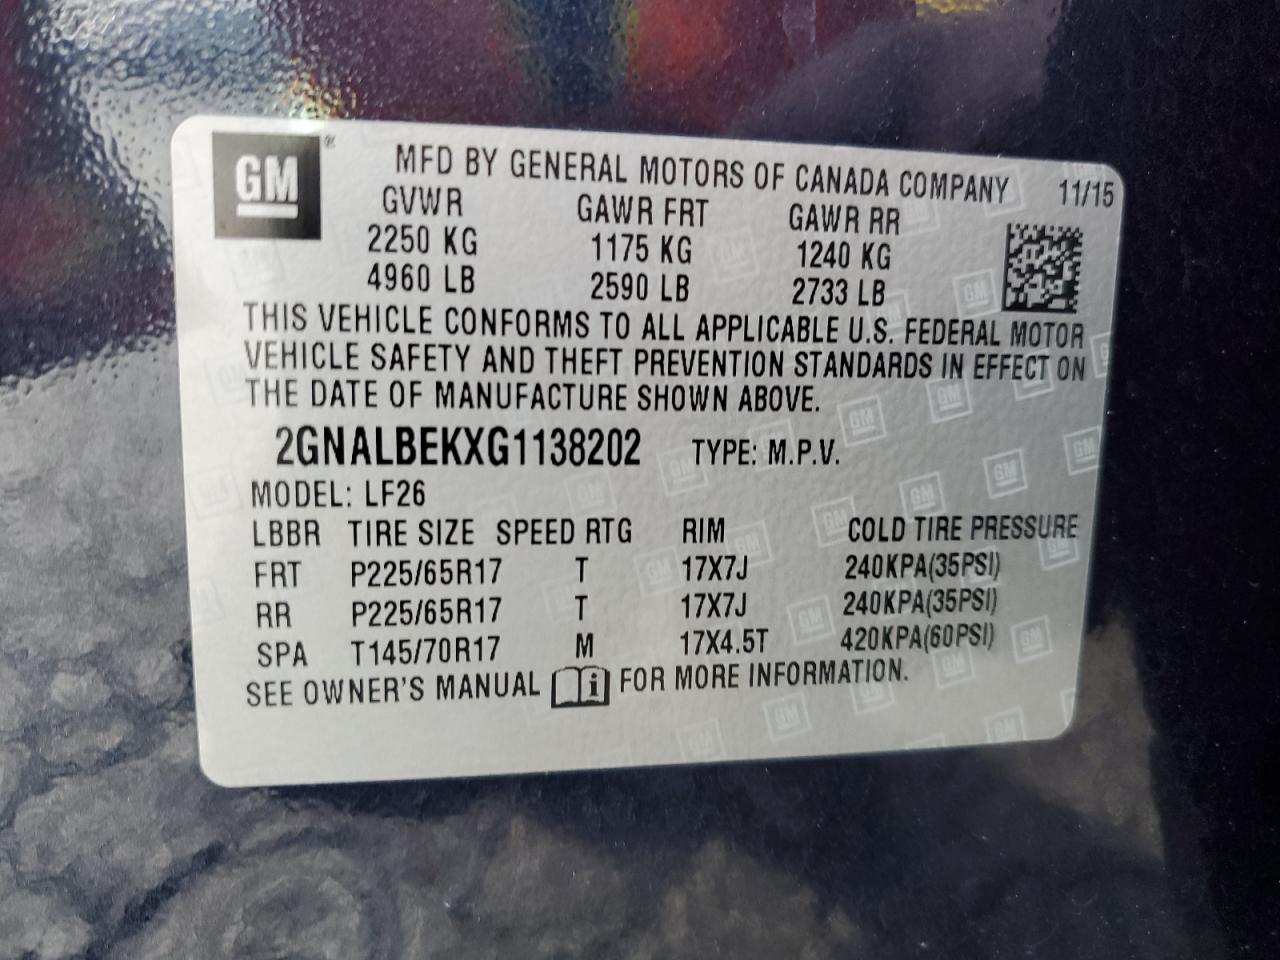 GM®
MFD BY GENERAL MOTORS OF CANADA COMPANY 11/15
GVWR GAWR FRT GAWR RR
2250 KG 1175 KG 1240 KG
4960 LB 2590 LB 2733 LB
THIS VEHICLE CONFORMS TO ALL APPLICABLE U.S. FEDERAL MOTOR
VEHICLE SAFETY AND THEFT PREVENTION STANDARDS IN EFFECT ON
THE DATE OF MANUFACTURE SHOWN ABOVE.
2GNALBEKXG1138202 TYPE: M.P.V.
MODEL: LF26
LBBR TIRE SIZE SPEED RTG RIM COLD TIRE PRESSURE
FRT P225/65R17 T 17X7J 240KPA(35PSI)
RR P225/65R17 T 17X7J 240KPA(35PSI)
SPA T145/70R17 M 17X4.5T 420KPA(60PSI)
SEE OWNER'S MANUAL i FOR MORE INFORMATION.